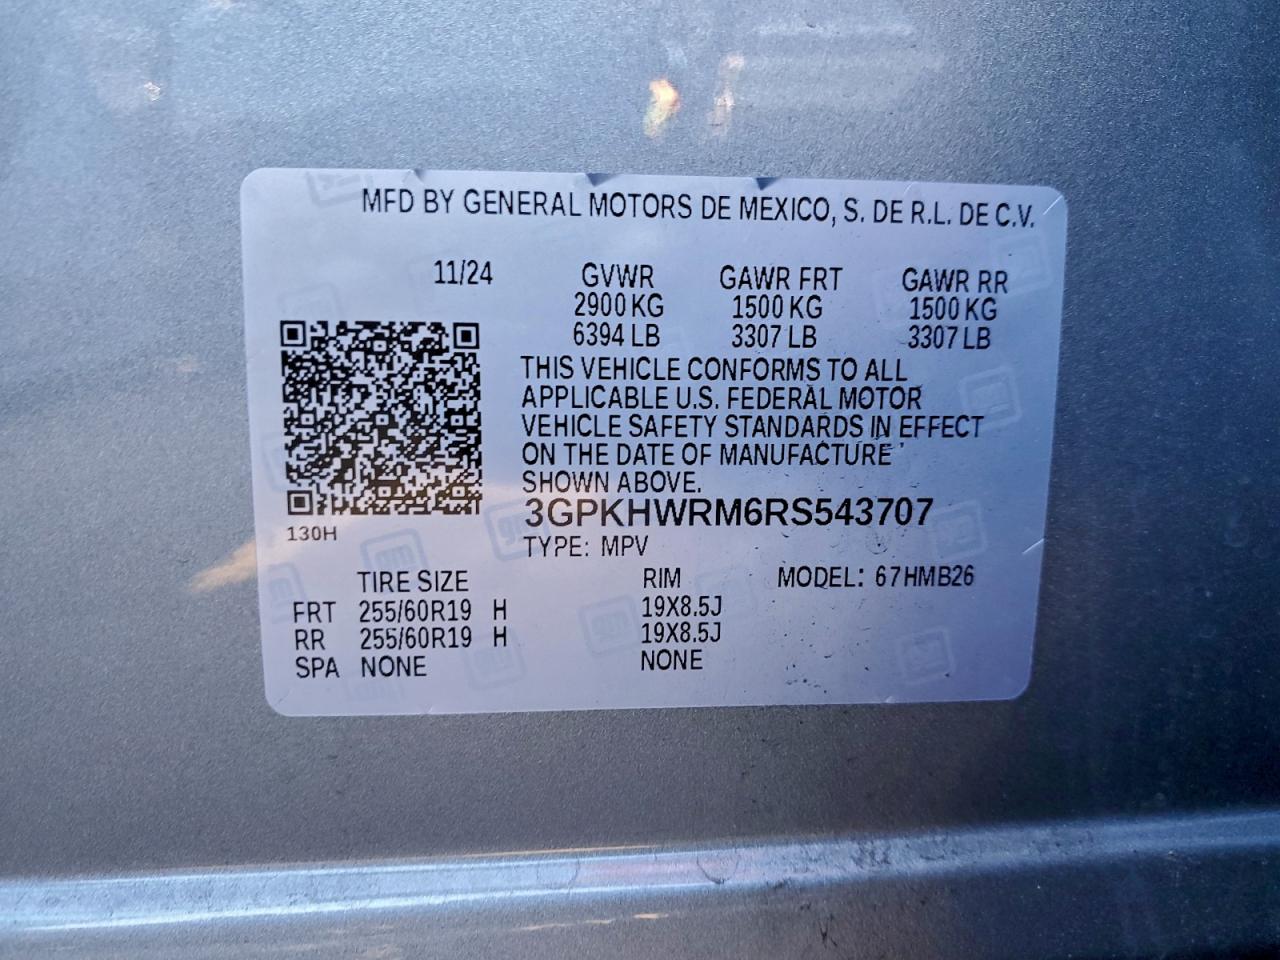 MFD BY GENERAL MOTORS DE MEXICO, S. DE R.L. DE C.V.
11/24 GVWR GAWR FRT GAWR RR
2900 KG 1500 KG 1500 KG
6394 LB 3307 LB 3307 LB
THIS VEHICLE CONFORMS TO ALL
APPLICABLE U.S. FEDERAL MOTOR
VEHICLE SAFETY STANDARDS IN EFFECT
ON THE DATE OF MANUFACTURE
SHOWN ABOVE.
3GPKHWRM6RS543707
130H
TYPE: MPV
TIRE SIZE RIM MODEL: 67HMB26
FRT 255/60R19 H 19X8.5J
RR 255/60R19 H 19X8.5J
SPA NONE NONE